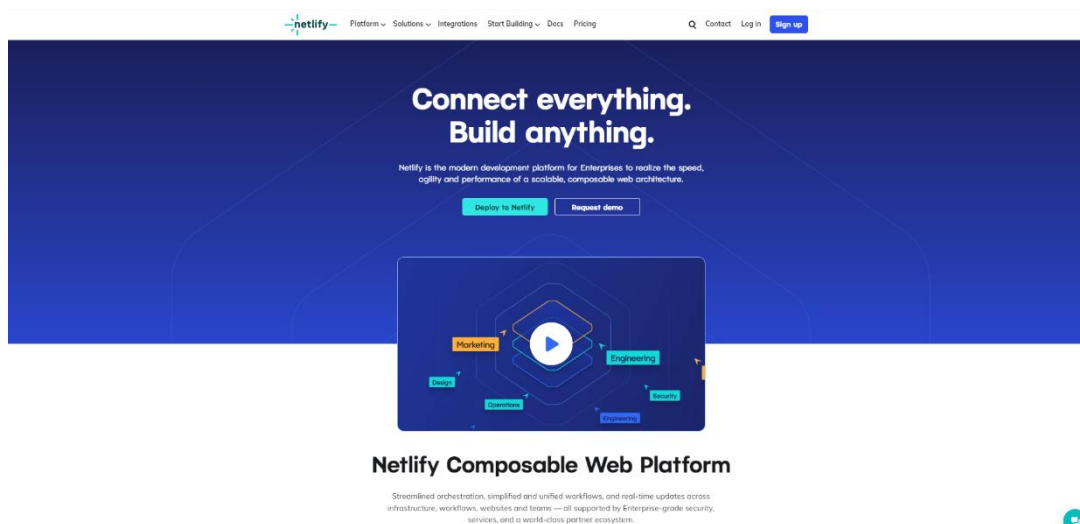 netlify
Platform Solutions Integrations Start Building Docs Pricing
Contact Log in Sign up
Connect everything.
Build anything.
Netlify is the modern development platform for Enterprises to realize the speed,
agility and performance of a scalable, composable web architecture.
Deploy to Netlify Request demo
Marketing
Engineering
Design
Security
Operations
Engineering
Netlify Composable Web Platform
Streamlined orchestration, simplified and unified workflows, and real-time updates across
infrastructure, workflows, websites and teams — all supported by Enterprise-grade security,
services, and a world-class partner ecosystem.